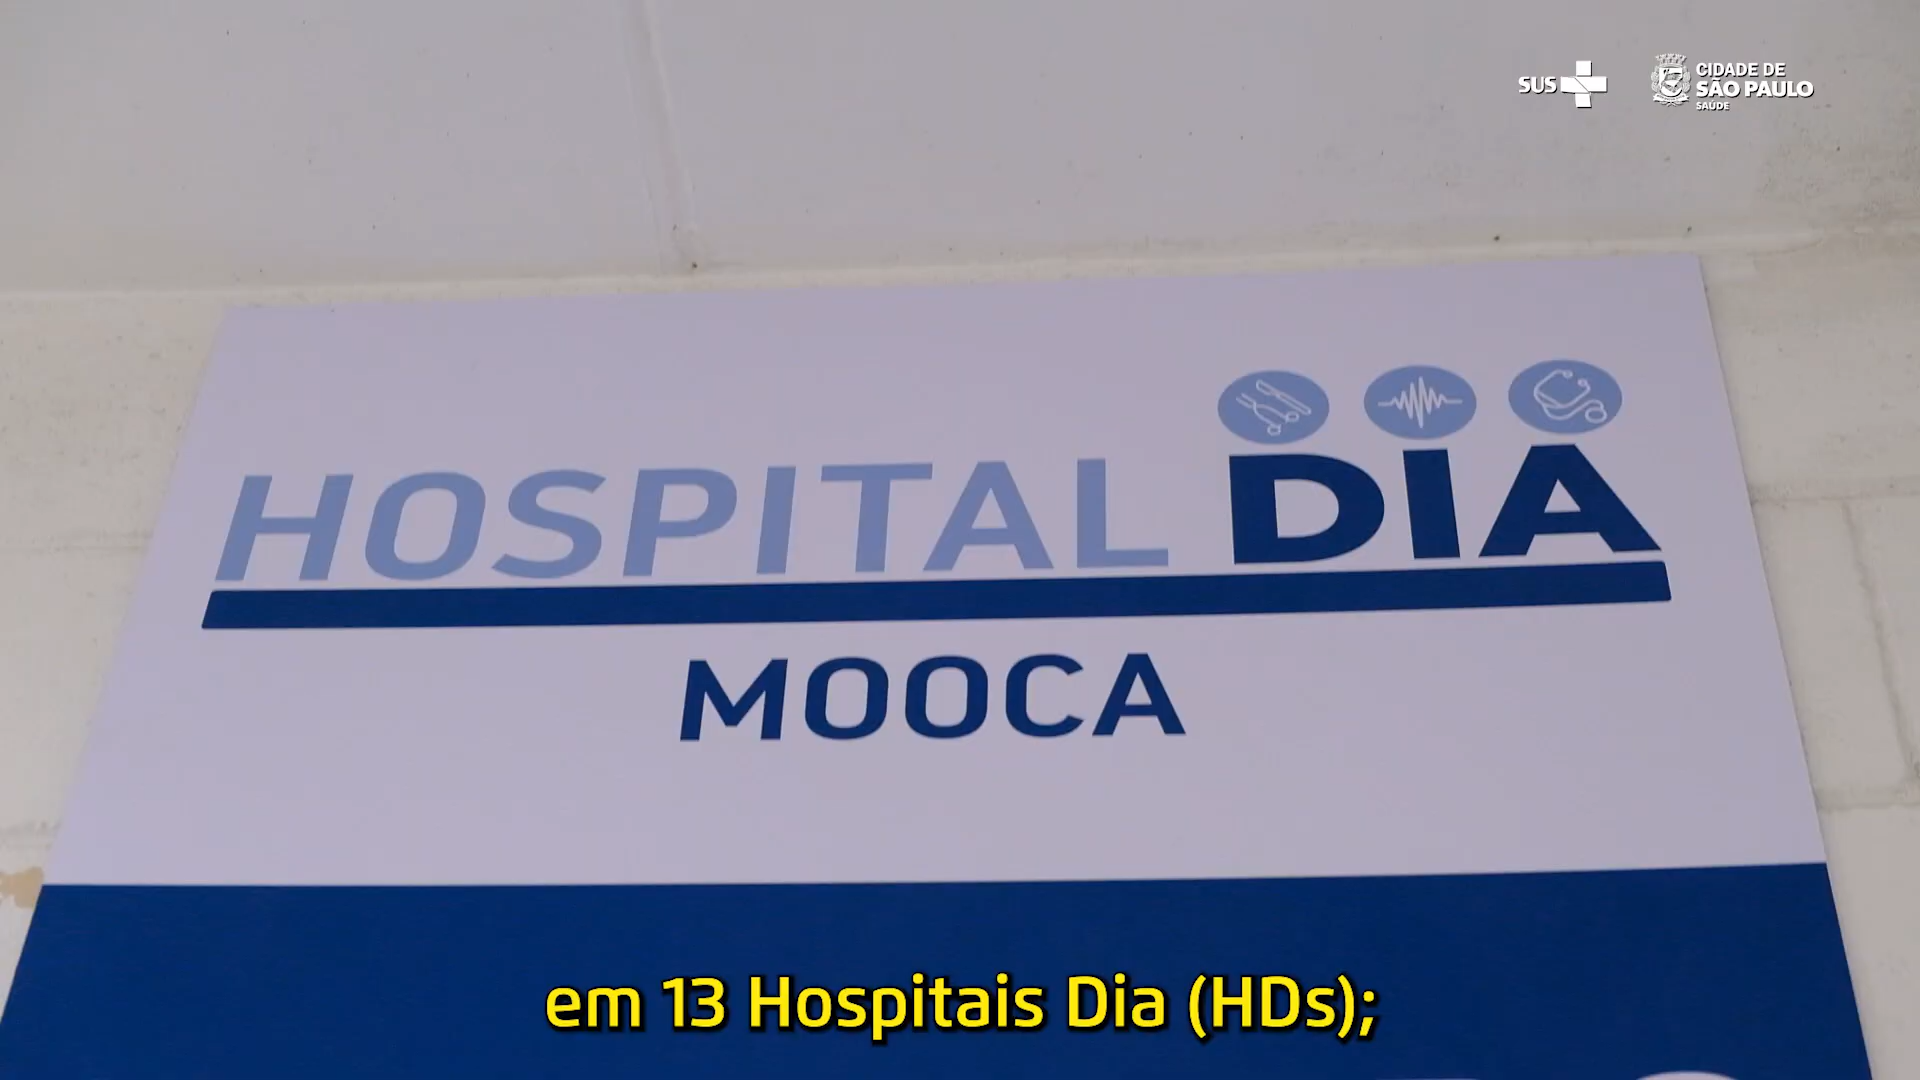 SUS
CIDADE DE
SÃO PAULO
SAÚDE
HOSPITAL DIA
MOOCA
em 13 Hospitais Dia (HDs);